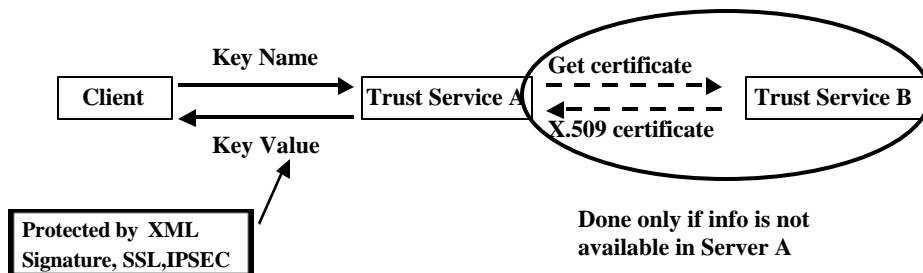 Key Name
Get certificate
Client
Trust Service A
Trust Service B
X.509 certificate
Key Value
Protected by XML
Signature, SSL,IPSEC
Done only if info is not
available in Server A